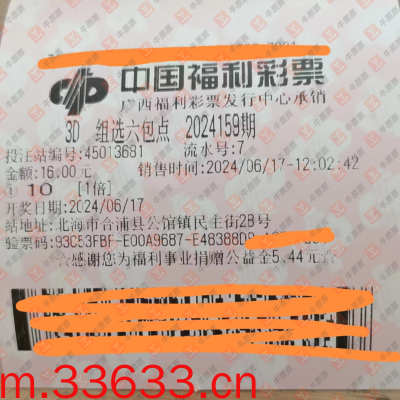 中国福利彩票
广西福利彩票发行中心承销
3D 组选六包点 2024159期
投注站编号:45013681 流水号:7
金额:16.00元 销售时间:2024/06/17-12:02:42
① 10 [1倍]
开奖日期:2024/06/17
站地址:北海市合浦县公馆镇民主街2B号
验票码:93C53FBF-E00A9687-E48388D
☆感谢您为福利事业捐赠公益金5.44元☆
m.33633.cn